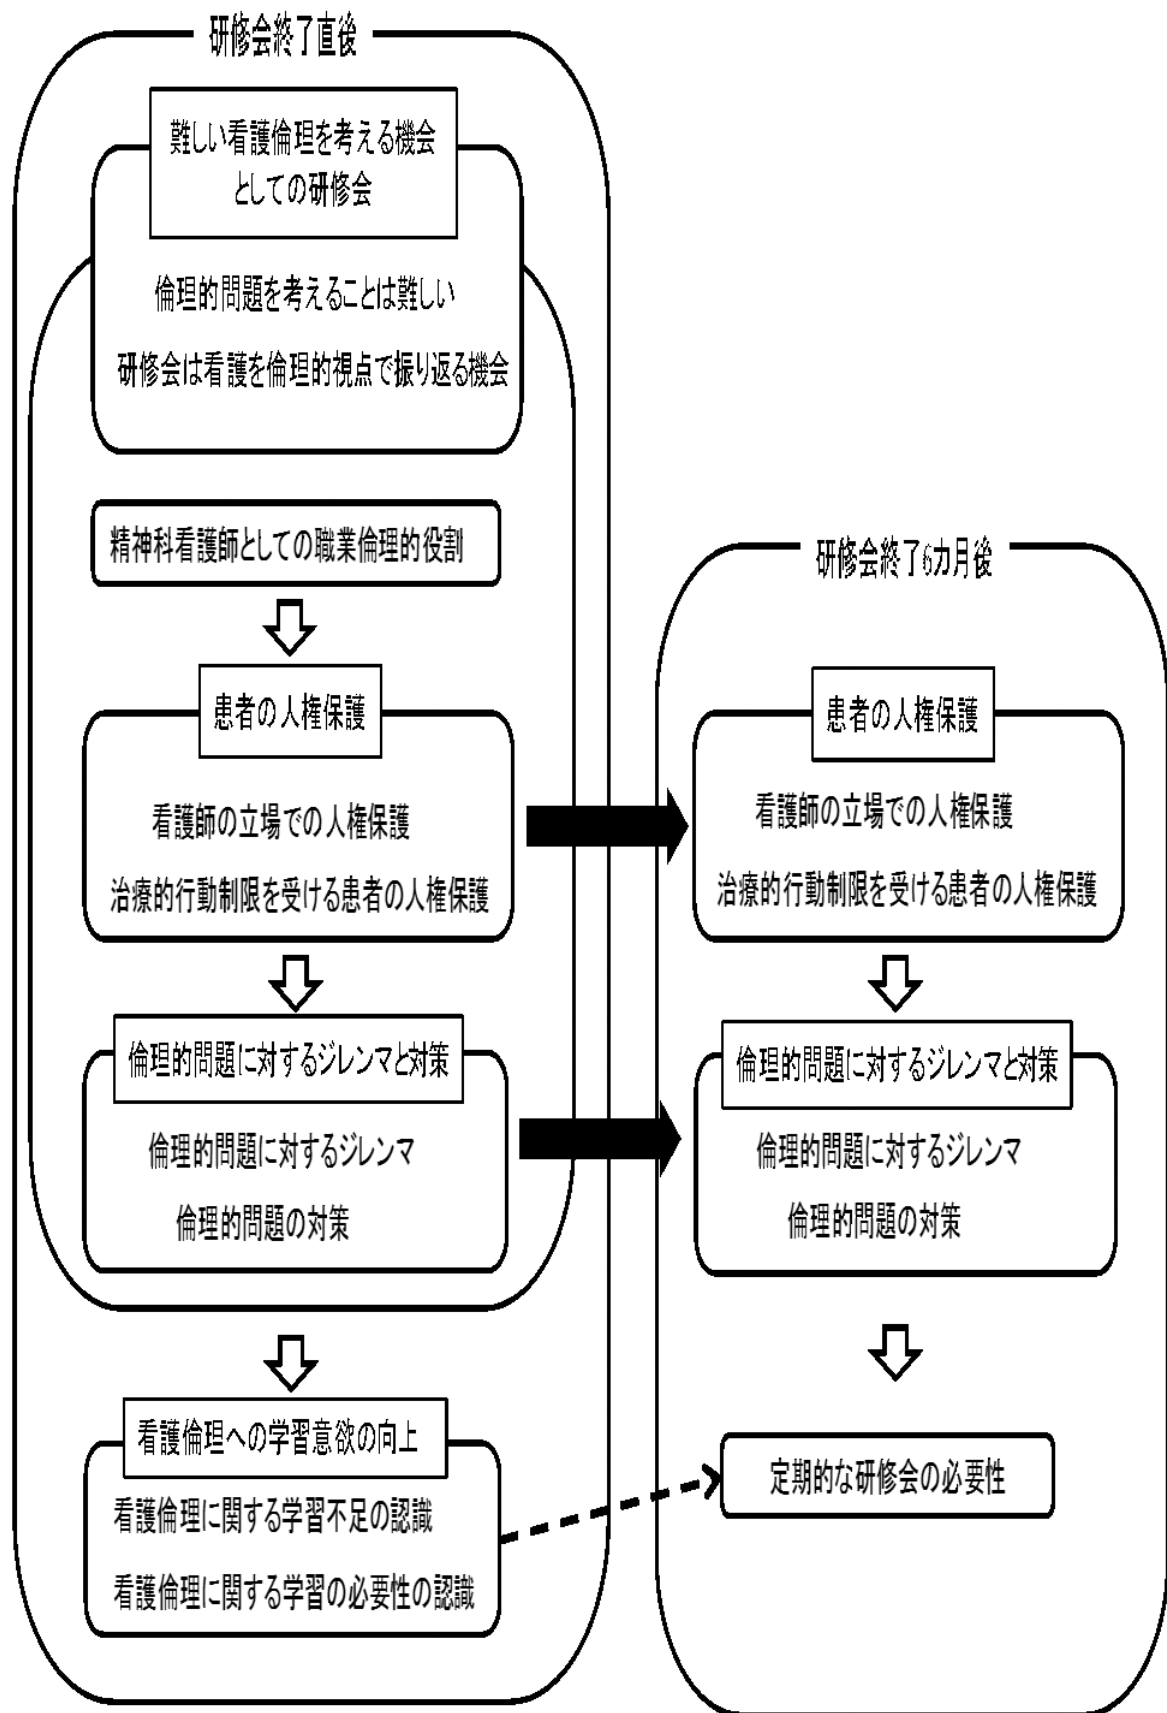 研修会終了直後
難しい看護倫理を考える機会
としての研修会
倫理的問題を考えることは難しい
研修会は看護を倫理的視点で振り返る機会
精神科看護師としての職業倫理的役割
患者の人権保護
看護師の立場での人権保護
治療的行動制限を受ける患者の人権保護
倫理的問題に対するジレンマと対策
倫理的問題に対するジレンマ
倫理的問題の対策
看護倫理への学習意欲の向上
看護倫理に関する学習不足の認識
看護倫理に関する学習の必要性の認識
研修会終了6カ月後
患者の人権保護
看護師の立場での人権保護
治療的行動制限を受ける患者の人権保護
倫理的問題に対するジレンマと対策
倫理的問題に対するジレンマ
倫理的問題の対策
定期的な研修会の必要性